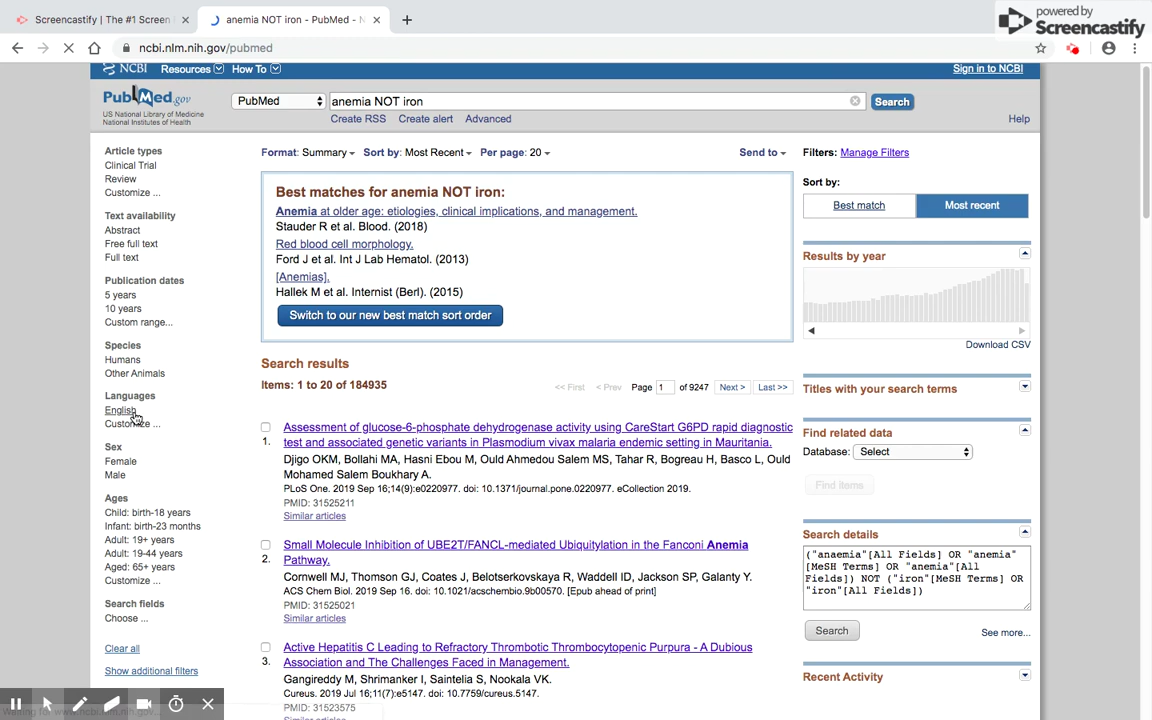 Screencastify | The #1 Screen
anemia NOT iron - PubMed - N
powered by
Screencastify
ncbi.nlm.nih.gov/pubmed
NCBI Resources How To Sign in to NCBI
PubMed.gov
US National Library of Medicine
National Institutes of Health
PubMed
anemia NOT iron
Search
Create RSS Create alert Advanced
Help
Article types
Clinical Trial
Review
Customize ...
Text availability
Abstract
Free full text
Full text
Publication dates
5 years
10 years
Custom range...
Species
Humans
Other Animals
Languages
English
Customize ...
Sex
Female
Male
Ages
Child: birth-18 years
Infant: birth-23 months
Adult: 19+ years
Adult: 19-44 years
Aged: 65+ years
Customize ...
Search fields
Choose ...
Clear all
Show additional filters
Format: Summary Sort by: Most Recent Per page: 20 Send to
Best matches for anemia NOT iron:
Anemia at older age: etiologies, clinical implications, and management.
Stauder R et al. Blood. (2018)
Red blood cell morphology.
Ford J et al. Int J Lab Hematol. (2013)
[Anemias].
Hallek M et al. Internist (Berl). (2015)
Switch to our new best match sort order
Search results
Items: 1 to 20 of 184935
<< First < Prev Page 1 of 9247 Next > Last >>
1. Assessment of glucose-6-phosphate dehydrogenase activity using CareStart G6PD rapid diagnostic
test and associated genetic variants in Plasmodium vivax malaria endemic setting in Mauritania.
Djigo OKM, Bollahi MA, Hasni Ebou M, Ould Ahmedou Salem MS, Tahar R, Bogreau H, Basco L, Ould
Mohamed Salem Boukhary A.
PLoS One. 2019 Sep 16;14(9):e0220977. doi: 10.1371/journal.pone.0220977. eCollection 2019.
PMID: 31525211
Similar articles
2. Small Molecule Inhibition of UBE2T/FANCL-mediated Ubiquitylation in the Fanconi Anemia
Pathway.
Cornwell MJ, Thomson GJ, Coates J, Belotserkovskaya R, Waddell ID, Jackson SP, Galanty Y.
ACS Chem Biol. 2019 Sep 16. doi: 10.1021/acschembio.9b00570. [Epub ahead of print]
PMID: 31525021
Similar articles
3. Active Hepatitis C Leading to Refractory Thrombotic Thrombocytopenic Purpura - A Dubious
Association and The Challenges Faced in Management.
Gangireddy M, Shrimanker I, Saintelia S, Nookala VK.
Cureus. 2019 Jul 16;11(7):e5147. doi: 10.7759/cureus.5147.
PMID: 31523575
Similar articles
Filters: Manage Filters
Sort by:
Best match Most recent
Results by year
Download CSV
Titles with your search terms
Find related data
Database: Select
Find items
Search details
("anaemia"[All Fields] OR "anemia"
[MeSH Terms] OR "anemia"[All
Fields]) NOT ("iron"[MeSH Terms] OR
"iron"[All Fields])
Search
See more...
Recent Activity